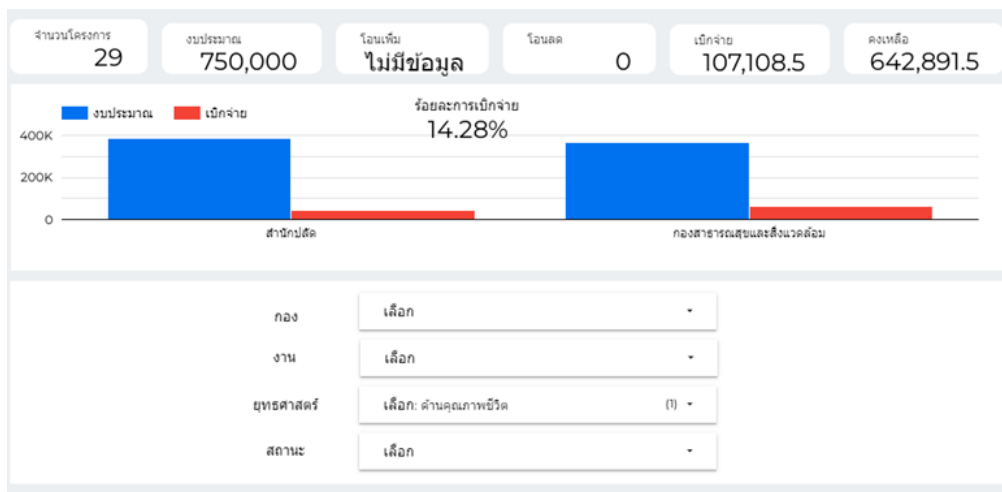 จำนวนโครงการ
29
งบประมาณ
750,000
โอนเพิ่ม
ไม่มีข้อมูล
โอนลด
0
เบิกจ่าย
107,108.5
คงเหลือ
642,891.5
งบประมาณ เบิกจ่าย
ร้อยละการเบิกจ่าย
14.28%
400K
200K
0
สำนักปลัด กองสาธารณสุขและสิ่งแวดล้อม
กอง เลือก
งาน เลือก
ยุทธศาสตร์ เลือก: ด้านคุณภาพชีวิต (1)
สถานะ เลือก